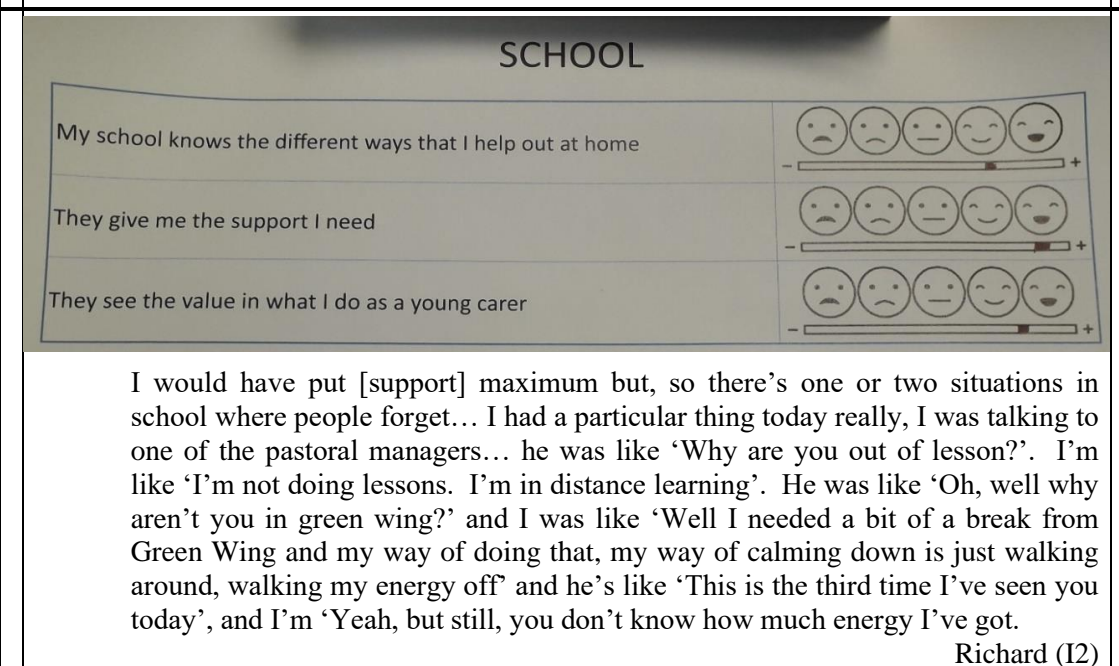 SCHOOL
My school knows the different ways that I help out at home
- +
They give me the support I need
- +
They see the value in what I do as a young carer
- +
I would have put [support] maximum but, so there’s one or two situations in
school where people forget… I had a particular thing today really, I was talking to
one of the pastoral managers… he was like ‘Why are you out of lesson?’.  I’m
like ‘I’m not doing lessons.  I’m in distance learning’.  He was like ‘Oh, well why
aren’t you in green wing?’ and I was like ‘Well I needed a bit of a break from
Green Wing and my way of doing that, my way of calming down is just walking
around, walking my energy off’ and he’s like ‘This is the third time I’ve seen you
today’, and I’m ‘Yeah, but still, you don’t know how much energy I’ve got.
Richard (I2)